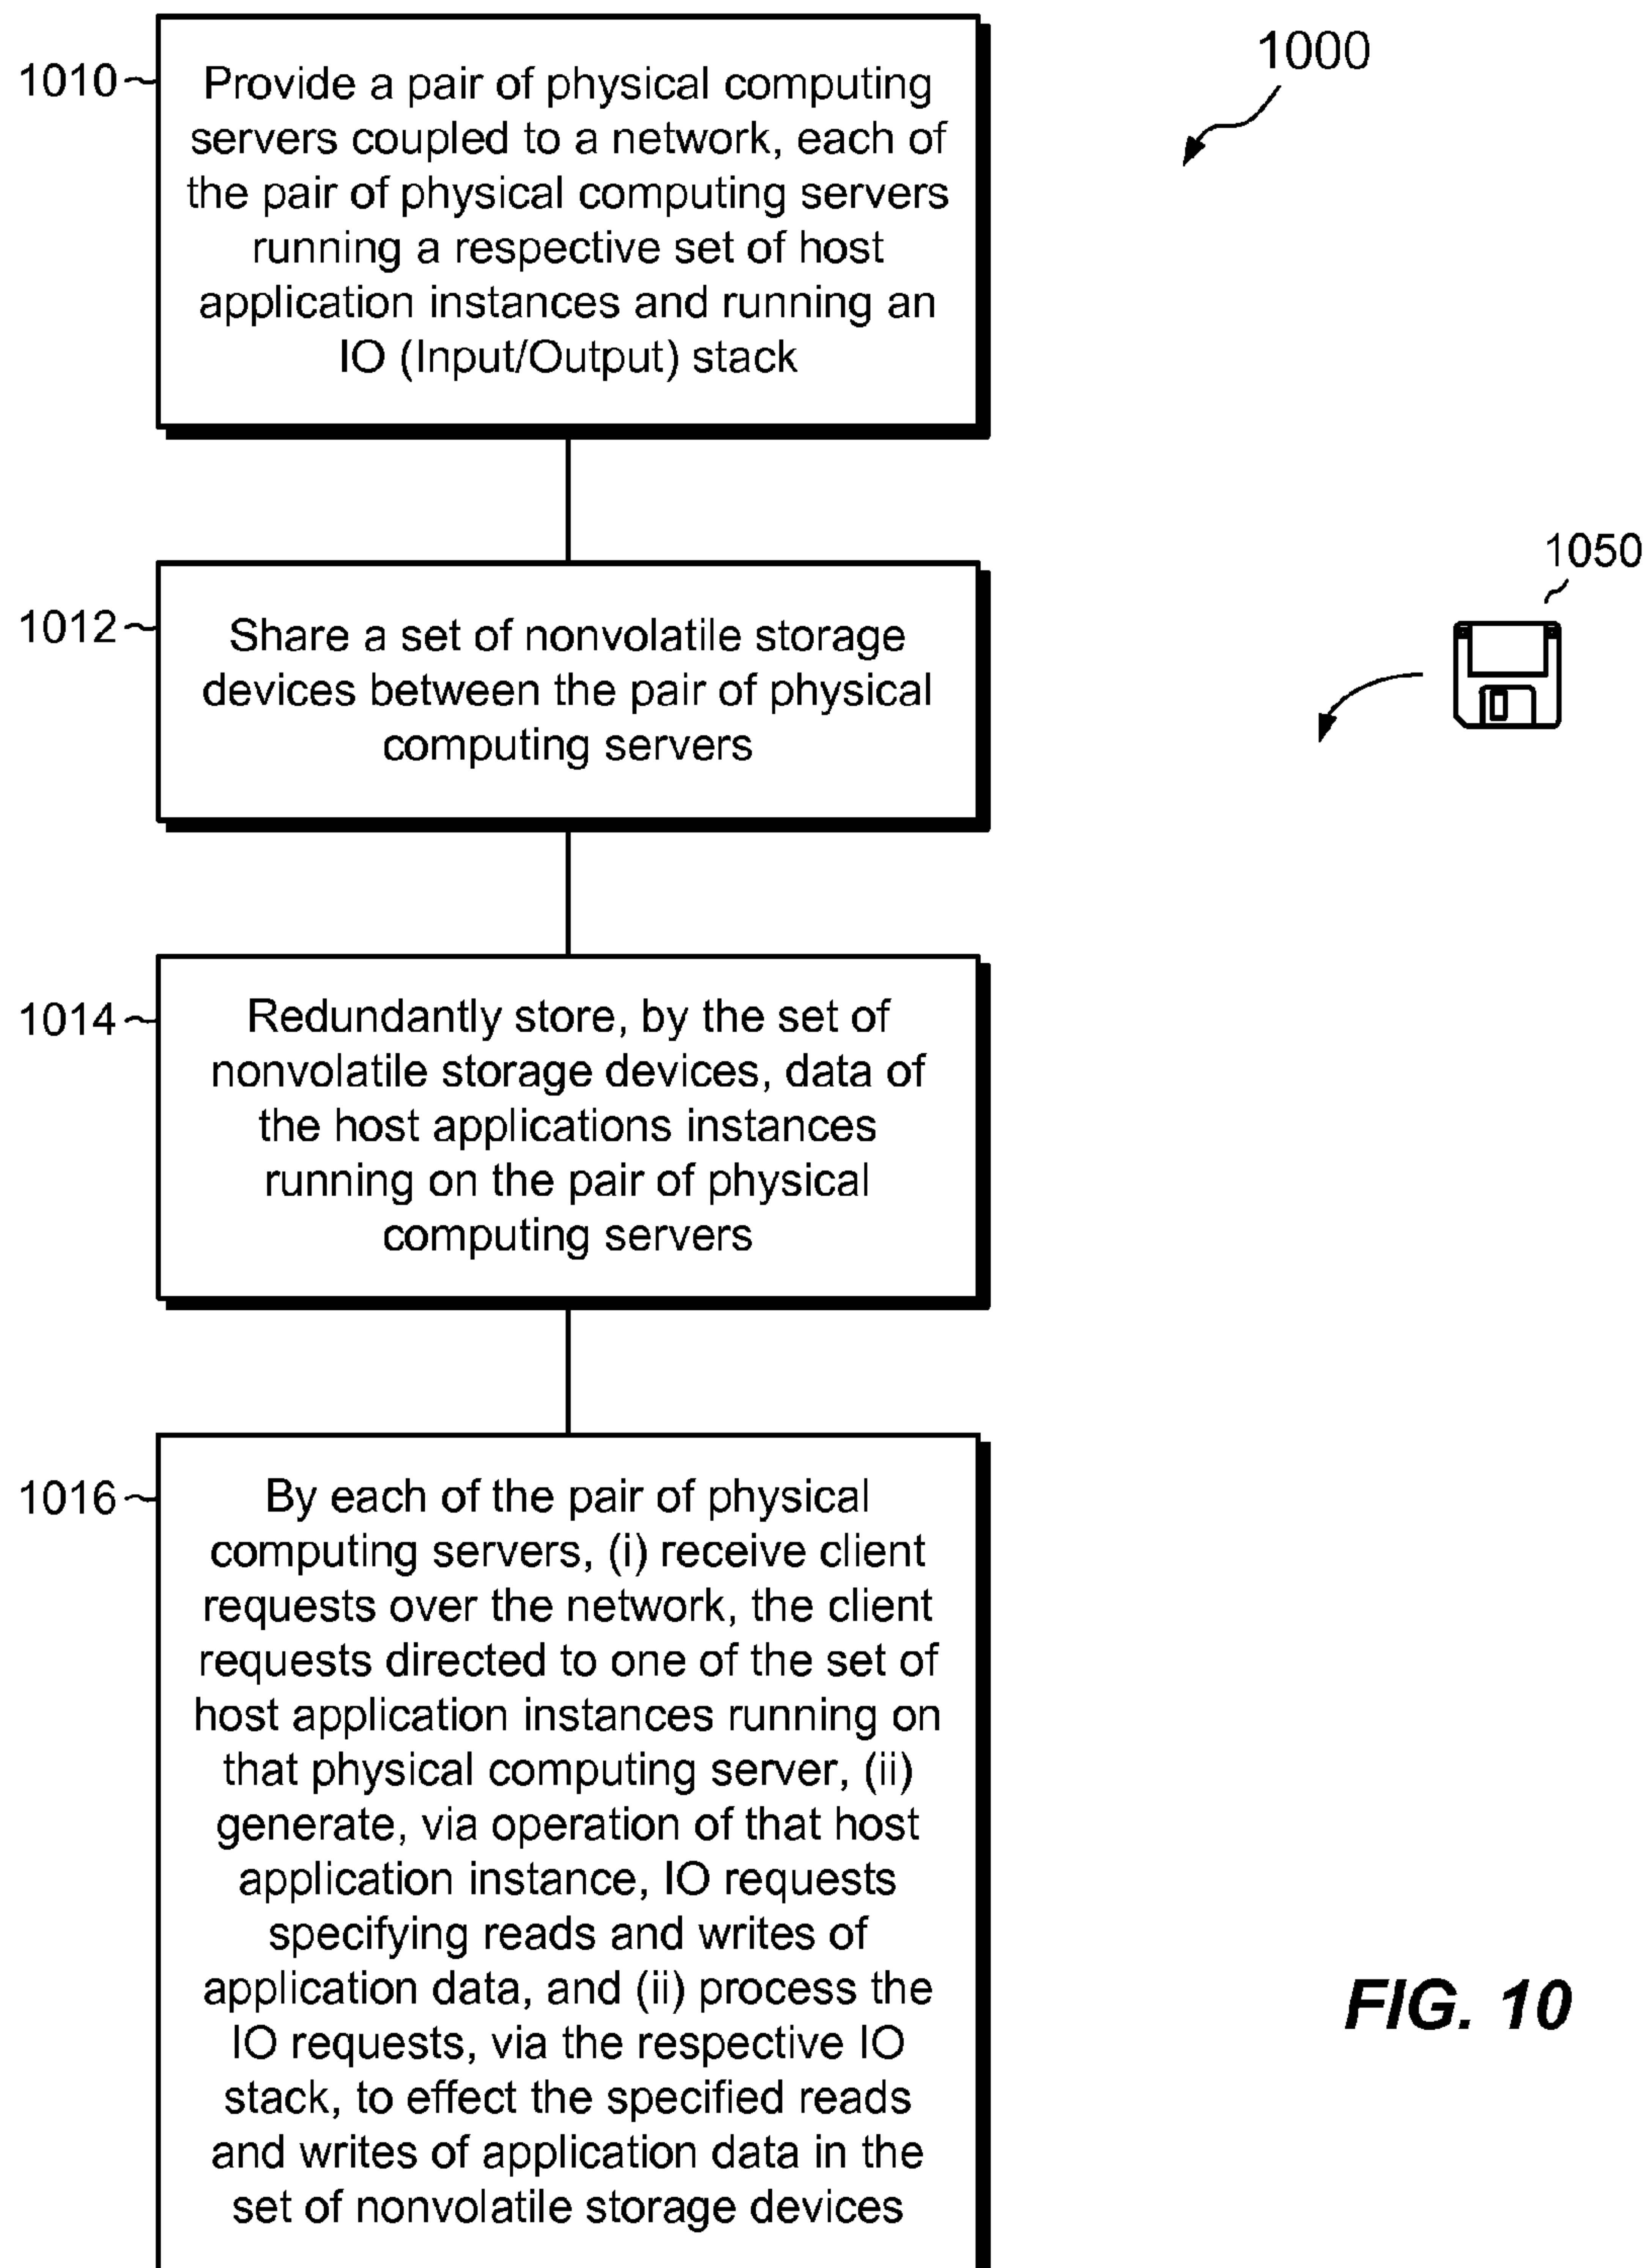 1000
1010
Provide a pair of physical computing
servers coupled to a network, each of
the pair of physical computing servers
running a respective set of host
application instances and running an
IO (Input/Output) stack
1050
1012
Share a set of nonvolatile storage
devices between the pair of physical
computing servers
1014
Redundantly store, by the set of
nonvolatile storage devices, data of
the host applications instances
running on the pair of physical
computing servers
1016
By each of the pair of physical
computing servers, (i) receive client
requests over the network, the client
requests directed to one of the set of
host application instances running on
that physical computing server, (ii)
generate, via operation of that host
application instance, IO requests
specifying reads and writes of
application data, and (ii) process the
IO requests, via the respective IO
stack, to effect the specified reads
and writes of application data in the
set of nonvolatile storage devices
FIG. 10